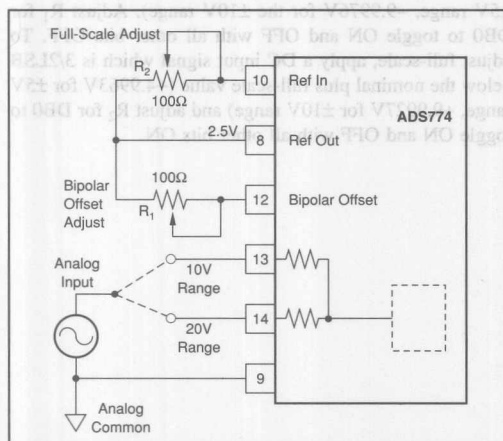 Full-Scale Adjust
R2
100Ω
10
Ref In
ADS774
2.5V
8
Ref Out
100Ω
Bipolar
Offset
Adjust
R1
12
Bipolar Offset
Analog
Input
10V
Range
13
20V
Range
14
9
Analog
Common